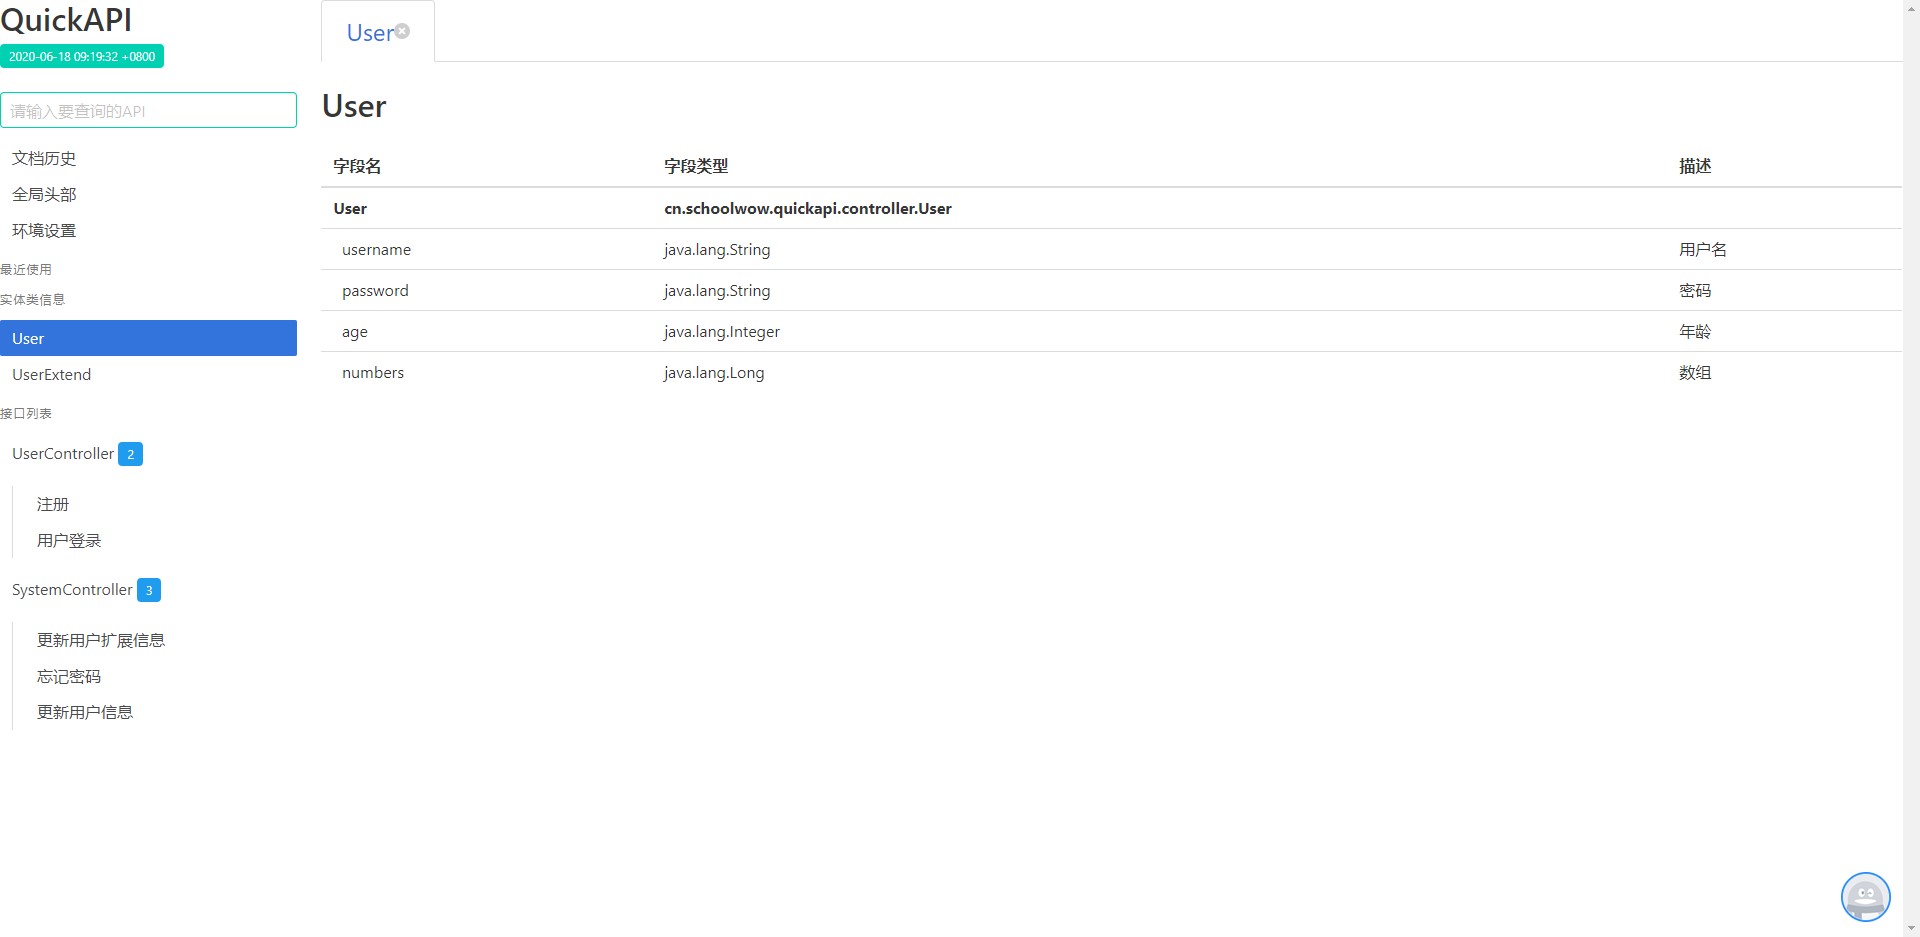 QuickAPI
2020-06-18 09:19:32 +0800
请输入要查询的API
文档历史
全局头部
环境设置
最近使用
实体类信息
User
UserExtend
接口列表
UserController 2
注册
用户登录
SystemController 3
更新用户扩展信息
忘记密码
更新用户信息
User
User
字段名 字段类型 描述
User cn.schoolwow.quickapi.controller.User
username java.lang.String 用户名
password java.lang.String 密码
age java.lang.Integer 年龄
numbers java.lang.Long 数组